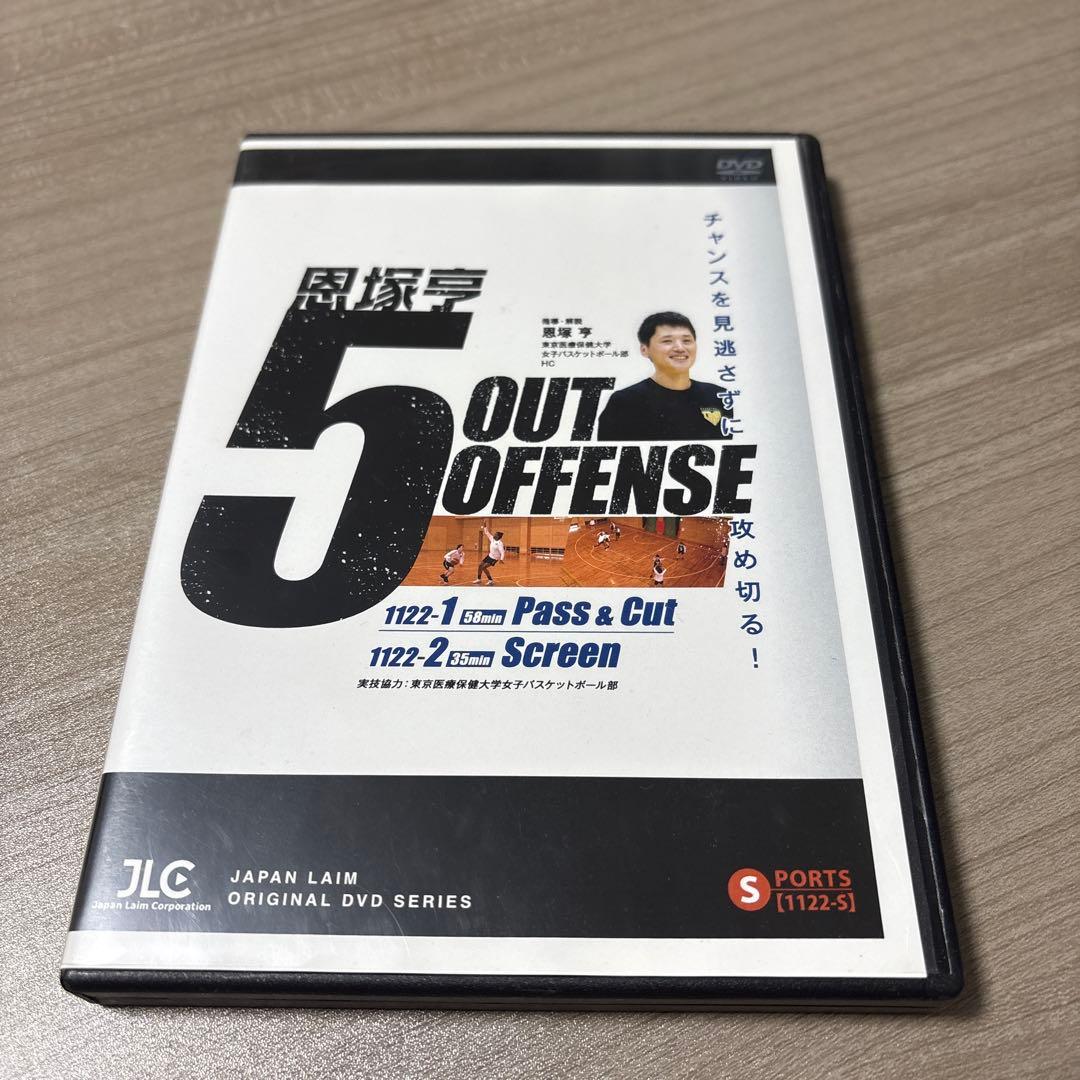 DVD
VIDEO
恩塚亨
5 OUT
OFFENSE
指導・解説
恩塚 亨
東京医療保健大学
女子バスケットボール部
HC
チャンスを見逃さずに
攻め切る!
1122-1 58min Pass & Cut
1122-2 35min Screen
実技協力:東京医療保健大学女子バスケットボール部
JLC
Japan Laim Corporation
JAPAN LAIM
ORIGINAL DVD SERIES
SPORTS
【1122-S】